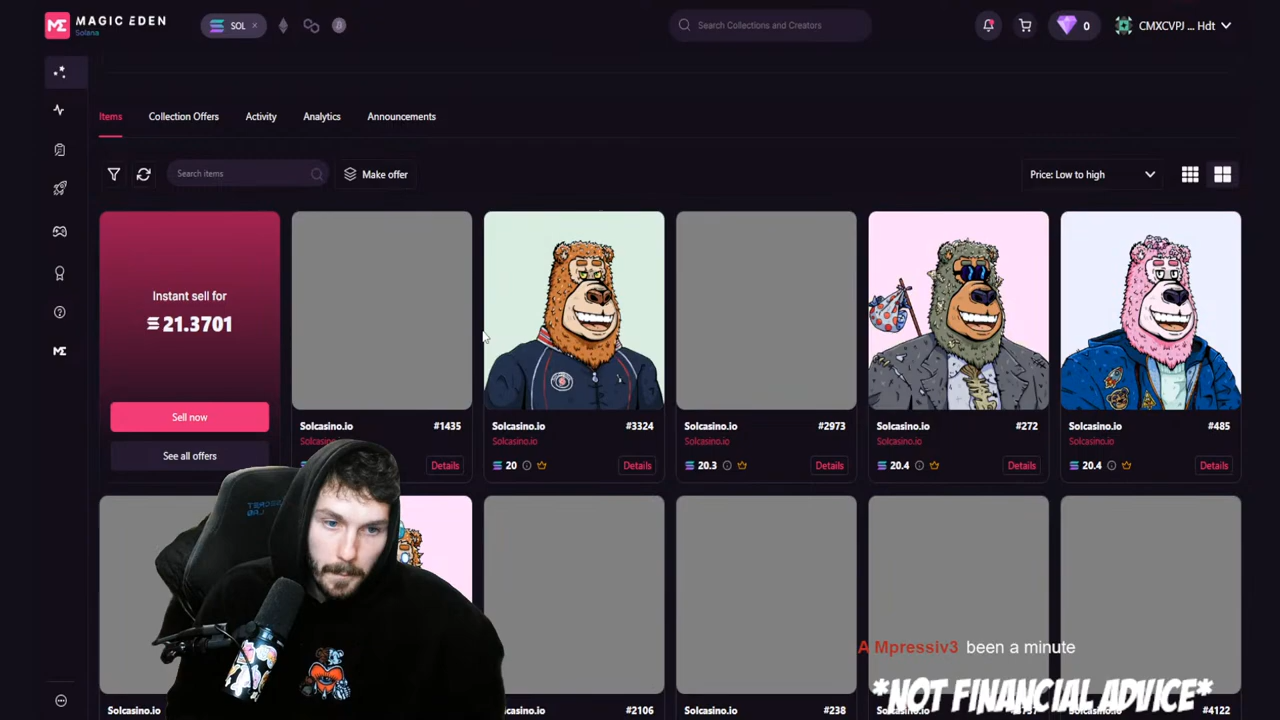 MAGIC EDEN
Solana
SOL ×
Search Collections and Creators
0
CMXCVPJ ... Hdt
Items
Collection Offers
Activity
Analytics
Announcements
Search items
Make offer
Price: Low to high
Instant sell for
21.3701
Sell now
See all offers
Solcasino.io #1435
Solcasino.io
Details
Solcasino.io #3324
Solcasino.io
20
Details
Solcasino.io #2973
Solcasino.io
20.3
Details
Solcasino.io #272
Solcasino.io
20.4
Details
Solcasino.io #485
Solcasino.io
20.4
Details
ME
A Mpressiv3 been a minute
*NOT FINANCIAL ADVICE*
Solcasino.io
#2106
#238
#4122